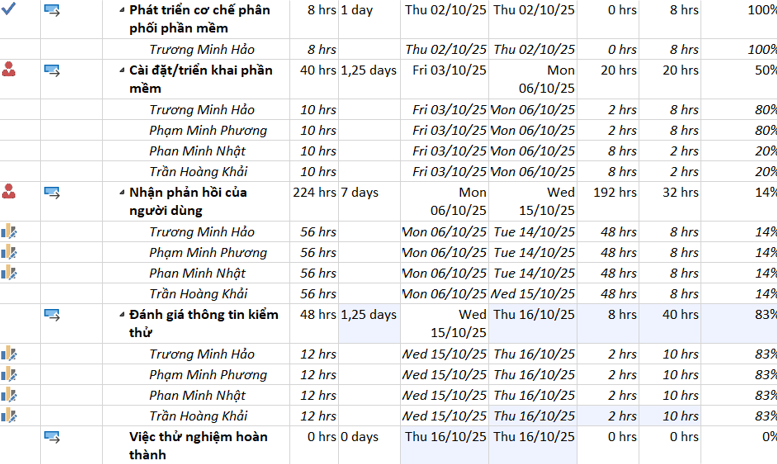 Phát triển cơ chế phân phối phần mềm 8 hrs 1 day Thu 02/10/25 Thu 02/10/25 0 hrs 8 hrs 100%
Trương Minh Hảo 8 hrs Thu 02/10/25 Thu 02/10/25 0 hrs 8 hrs 100%
Cài đặt/triển khai phần mềm 40 hrs 1,25 days Fri 03/10/25 Mon 06/10/25 20 hrs 20 hrs 50%
Trương Minh Hảo 10 hrs Fri 03/10/25 Mon 06/10/25 2 hrs 8 hrs 80%
Phạm Minh Phương 10 hrs Fri 03/10/25 Mon 06/10/25 2 hrs 8 hrs 80%
Phan Minh Nhật 10 hrs Fri 03/10/25 Mon 06/10/25 8 hrs 2 hrs 20%
Trần Hoàng Khải 10 hrs Fri 03/10/25 Mon 06/10/25 8 hrs 2 hrs 20%
Nhận phản hồi của người dùng 224 hrs 7 days Mon 06/10/25 Wed 15/10/25 192 hrs 32 hrs 14%
Trương Minh Hảo 56 hrs Mon 06/10/25 Tue 14/10/25 48 hrs 8 hrs 14%
Phạm Minh Phương 56 hrs Mon 06/10/25 Tue 14/10/25 48 hrs 8 hrs 14%
Phan Minh Nhật 56 hrs Mon 06/10/25 Tue 14/10/25 48 hrs 8 hrs 14%
Trần Hoàng Khải 56 hrs Mon 06/10/25 Wed 15/10/25 48 hrs 8 hrs 14%
Đánh giá thông tin kiểm thử 48 hrs 1,25 days Wed 15/10/25 Thu 16/10/25 8 hrs 40 hrs 83%
Trương Minh Hảo 12 hrs Wed 15/10/25 Thu 16/10/25 2 hrs 10 hrs 83%
Phạm Minh Phương 12 hrs Wed 15/10/25 Thu 16/10/25 2 hrs 10 hrs 83%
Phan Minh Nhật 12 hrs Wed 15/10/25 Thu 16/10/25 2 hrs 10 hrs 83%
Trần Hoàng Khải 12 hrs Wed 15/10/25 Thu 16/10/25 2 hrs 10 hrs 83%
Việc thử nghiệm hoàn thành 0 hrs 0 days Thu 16/10/25 Thu 16/10/25 0 hrs 0 hrs 0%